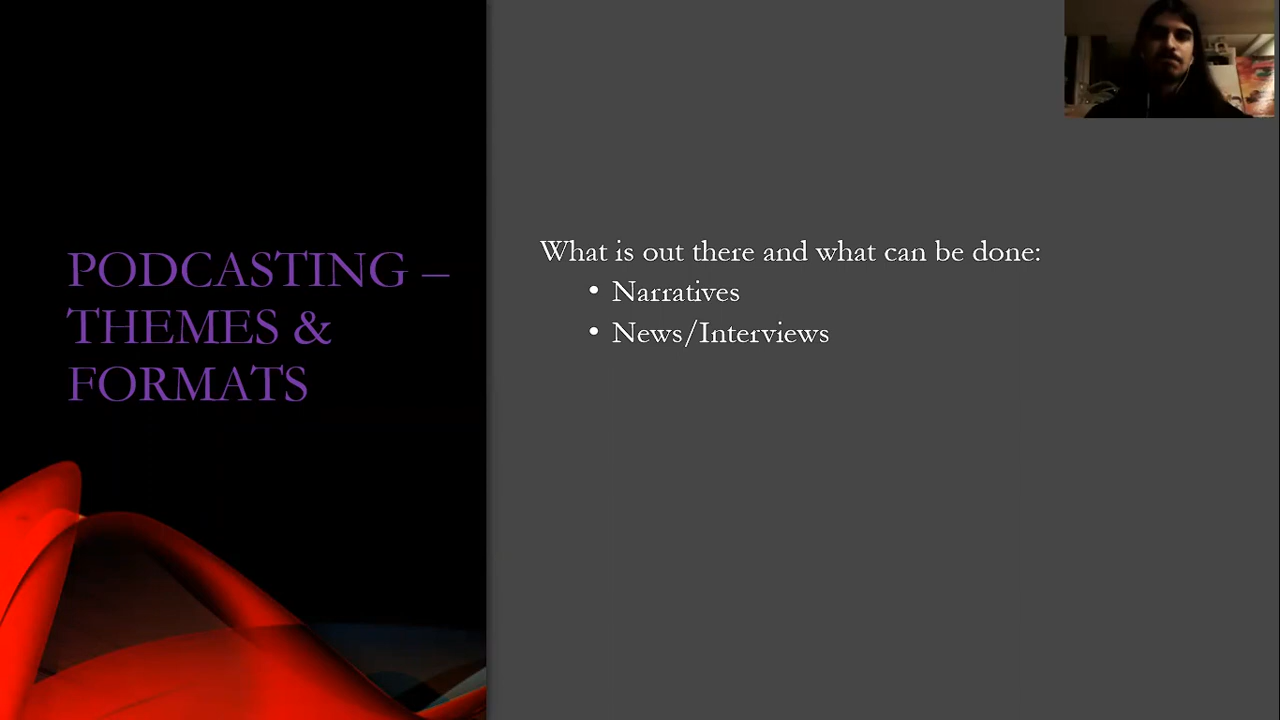 PODCASTING –
THEMES &
FORMATS
What is out there and what can be done:
• Narratives
• News/Interviews